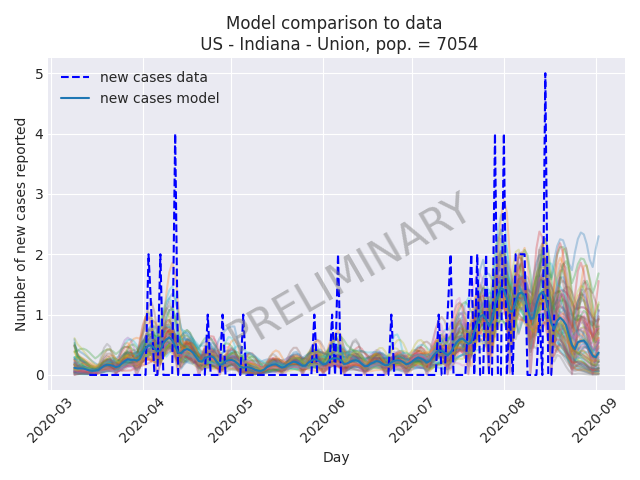 Model comparison to data
US - Indiana - Union, pop. = 7054
new cases data
new cases model
Number of new cases reported
5
4
3
2
1
0
PRELIMINARY
2020-03
2020-04
2020-05
2020-06
2020-07
2020-08
2020-09
Day